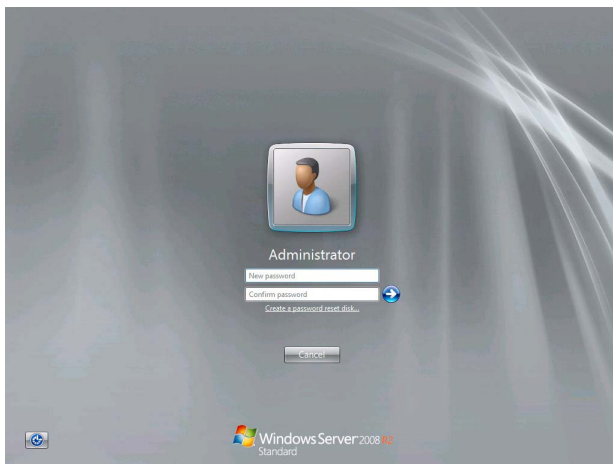 Administrator
New password
Confirm password
Create a password reset disk...
Cancel
Windows Server 2008 R2
Standard